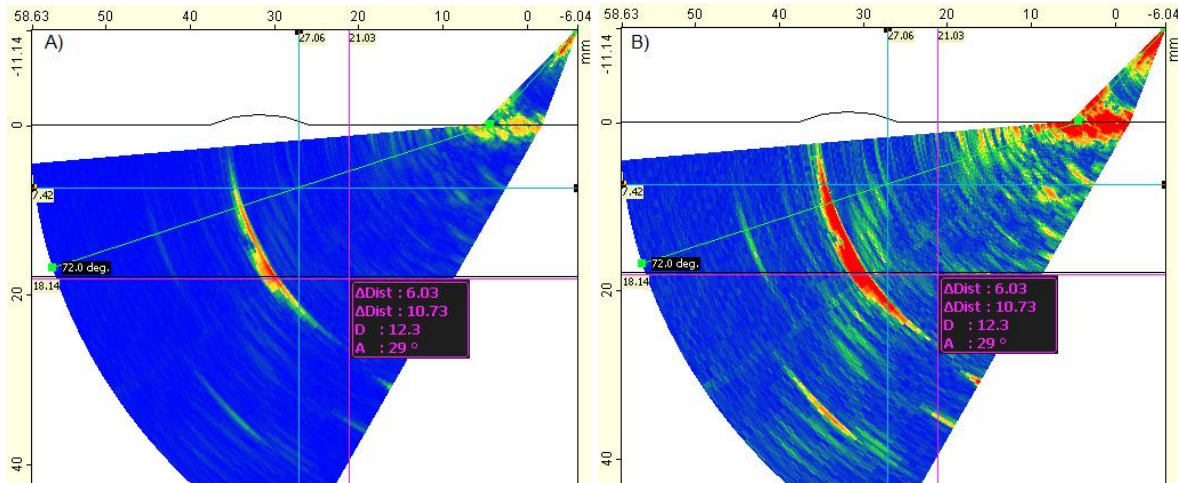 58.63 50 40 30 20 10 0 -6.04
A)
-11.14
mm
27.06 21.03
0
7.42
72.0 deg.
18.14
20
ΔDist : 6.03
ΔDist : 10.73
D : 12.3
A : 29 °
40
58.63 50 40 30 20 10 0 -6.04
B)
-11.14
mm
27.06 21.03
0
7.42
72.0 deg.
18.14
20
ΔDist : 6.03
ΔDist : 10.73
D : 12.3
A : 29 °
40